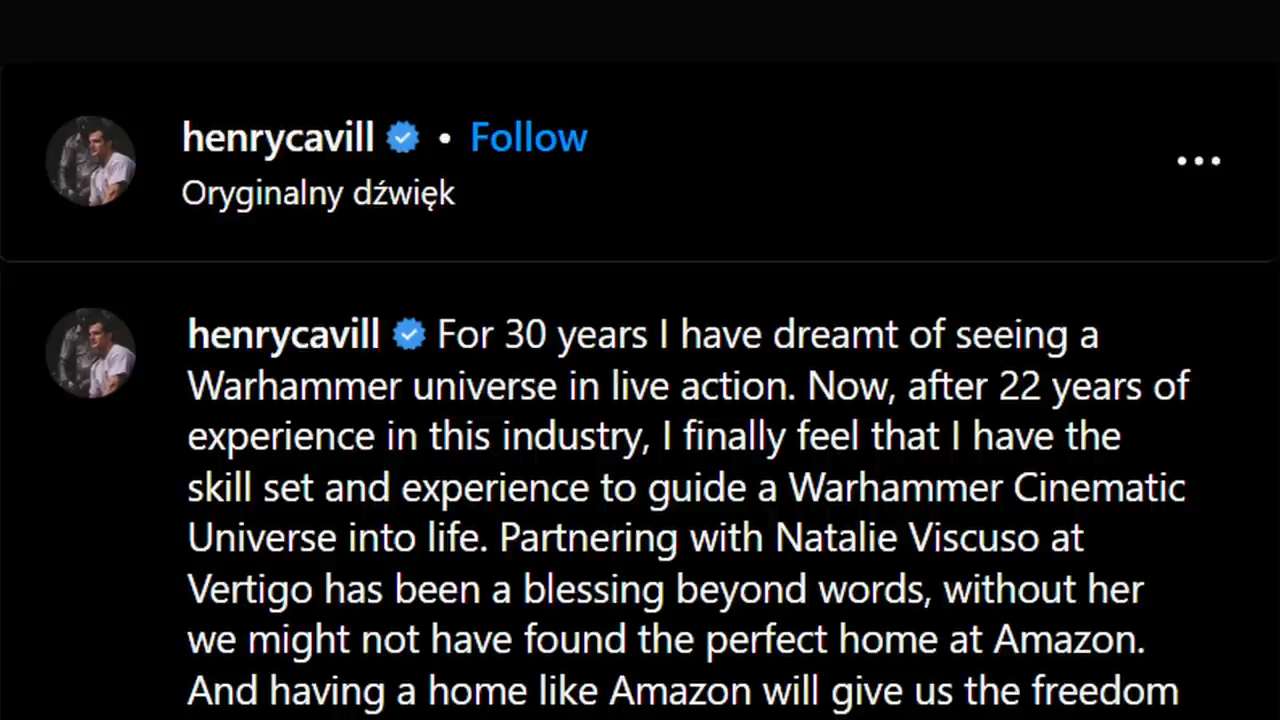 henrycavill • Follow
Oryginalny dźwięk
henrycavill For 30 years I have dreamt of seeing a
Warhammer universe in live action. Now, after 22 years of
experience in this industry, I finally feel that I have the
skill set and experience to guide a Warhammer Cinematic
Universe into life. Partnering with Natalie Viscuso at
Vertigo has been a blessing beyond words, without her
we might not have found the perfect home at Amazon.
And having a home like Amazon will give us the freedom